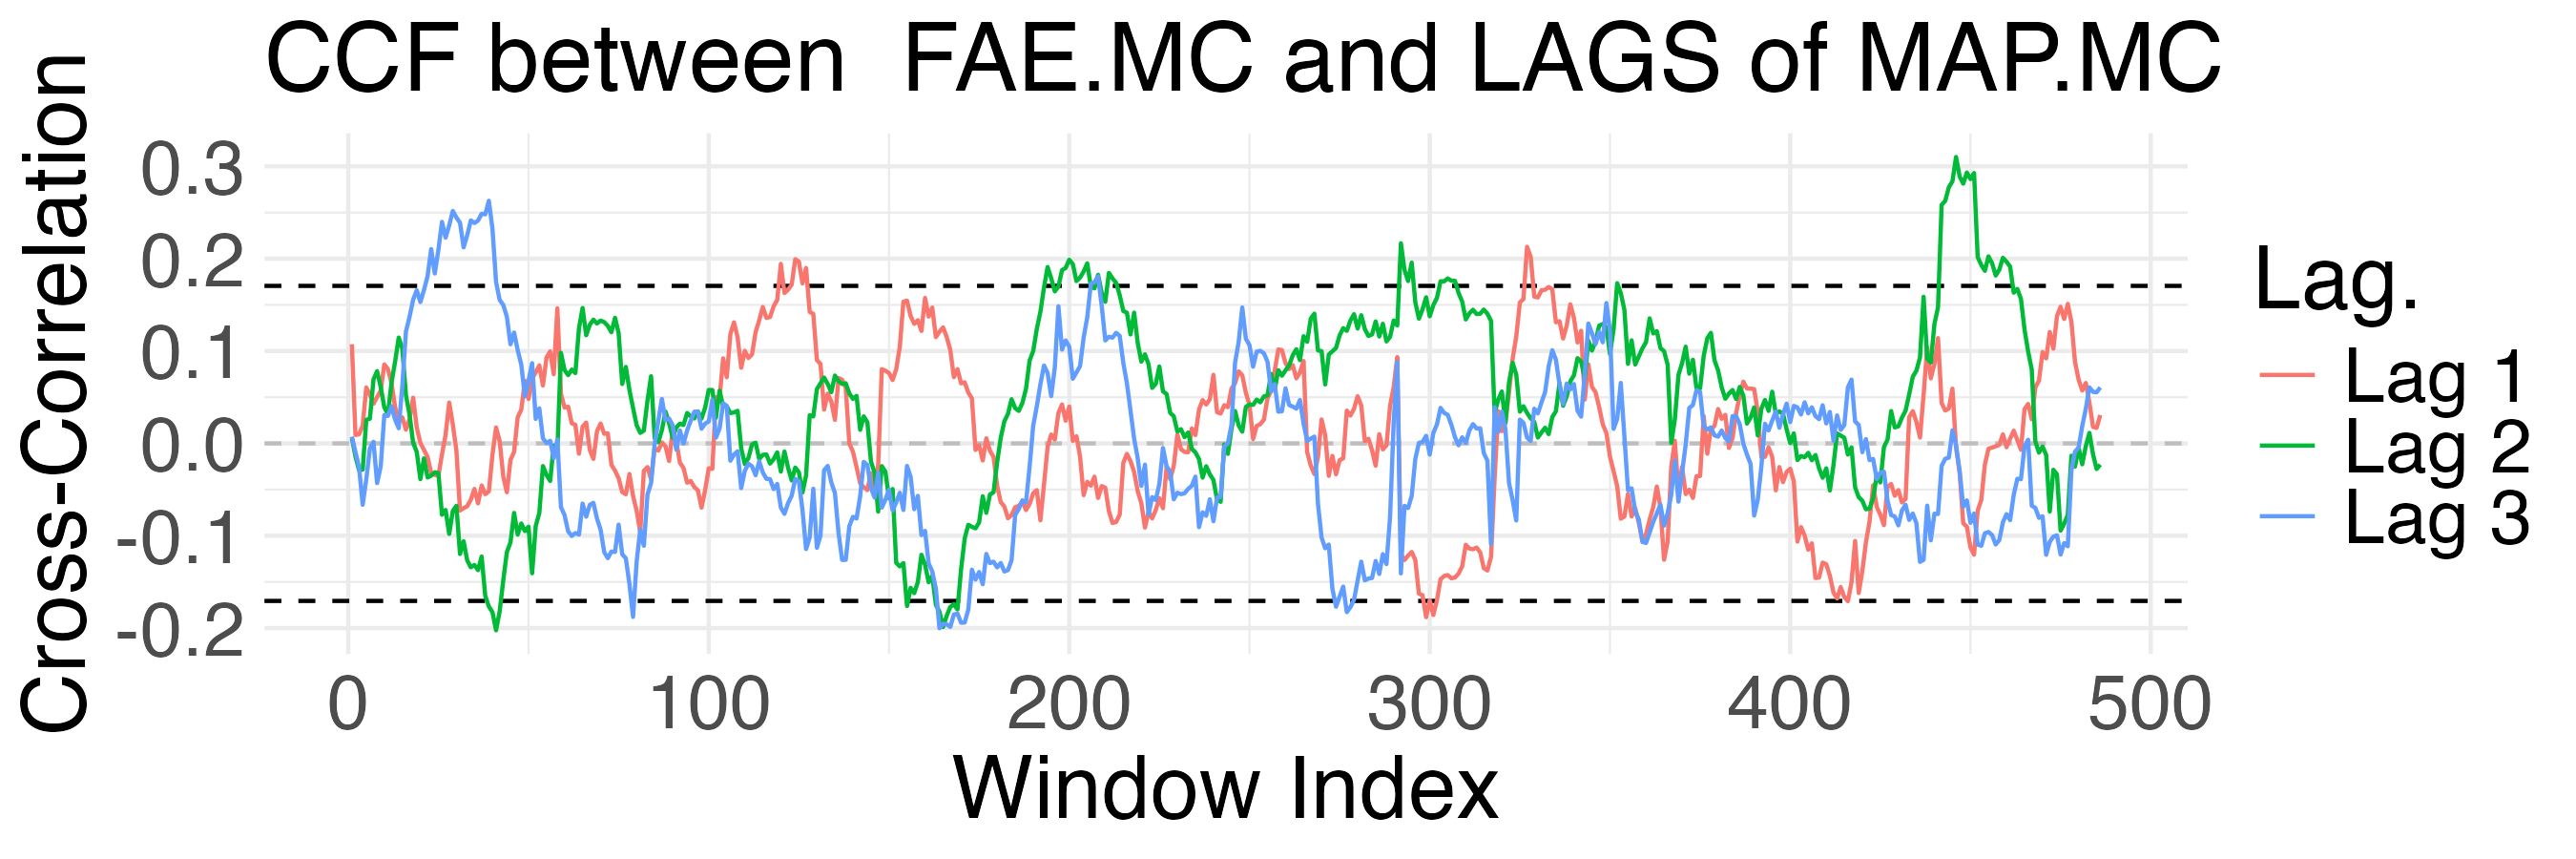 CCF between  FAE.MC and LAGS of MAP.MC
Cross-Correlation
0.3
0.2
0.1
0.0
-0.1
-0.2
0 100 200 300 400 500
Window Index
Lag.
Lag 1
Lag 2
Lag 3